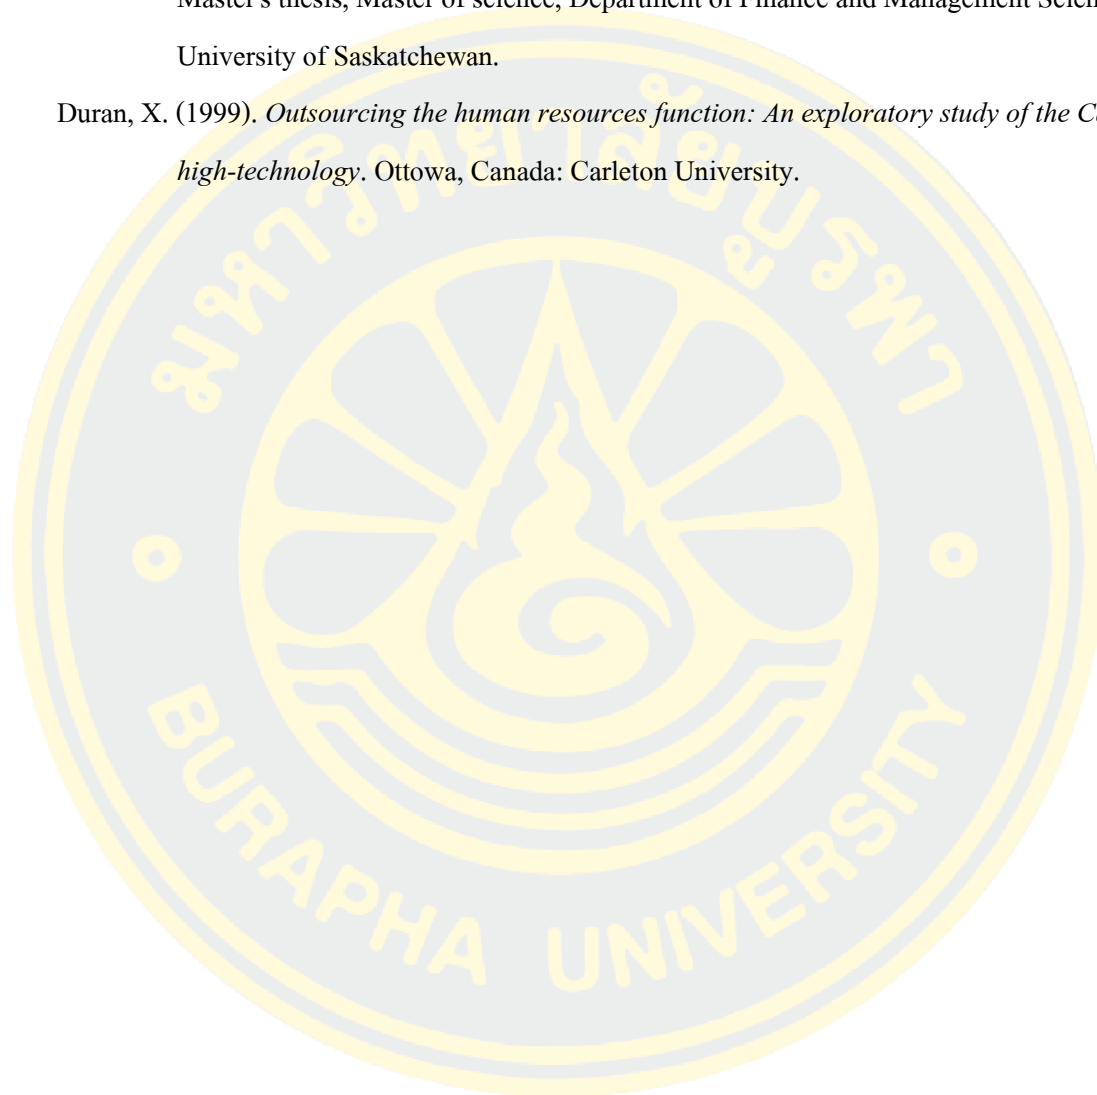 Master's thesis, Master of science, Department of Finance and Management
University of Saskatchewan.
Duran, X. (1999). Outsourcing the human resources function: An exploratory study of the
high-technology. Ottowa, Canada: Carleton University.
มหาวิทยาลัยบูรพา
BURAPHA UNIVERSITY